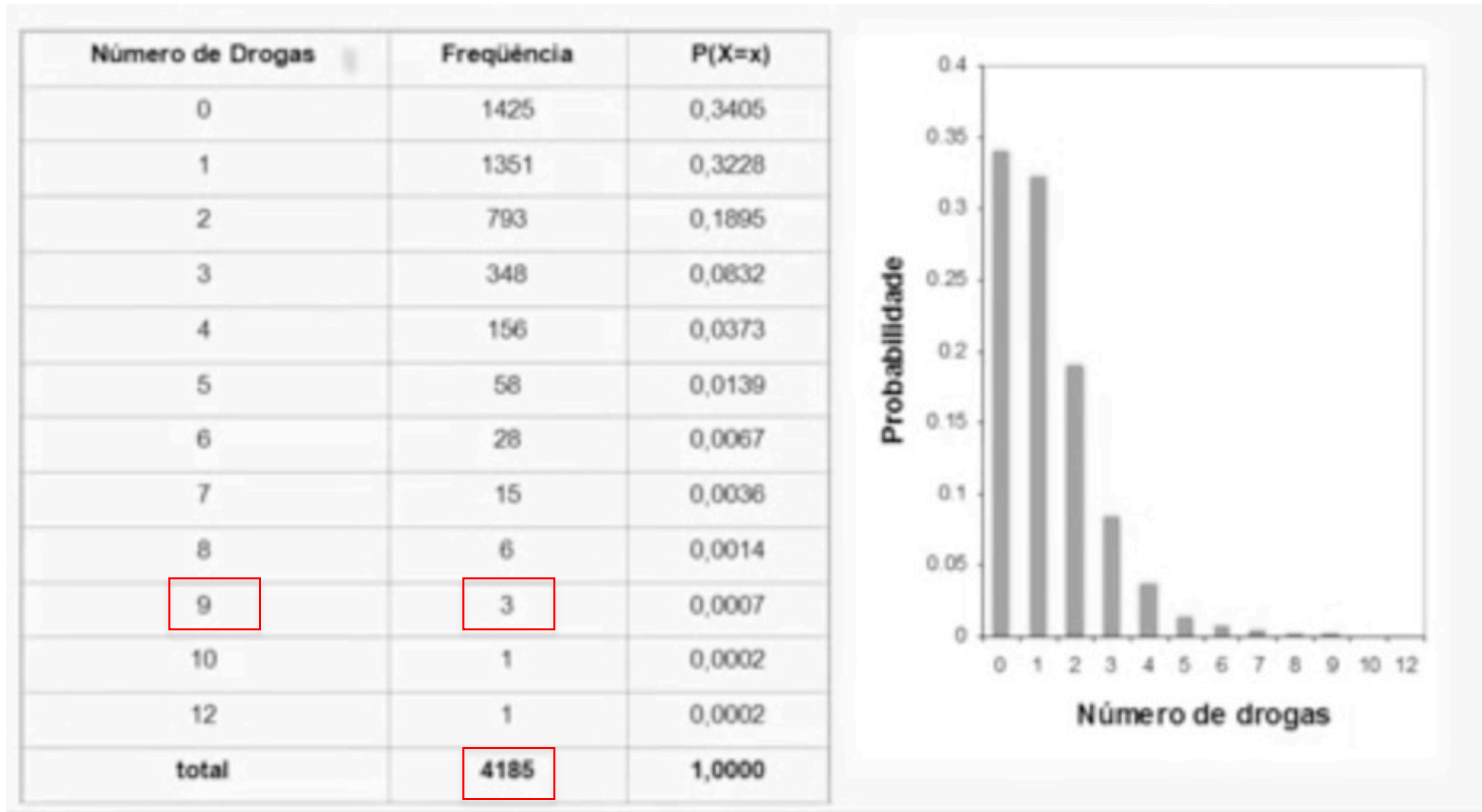 Número de Drogas Freqüência P(X=x)
0 1425 0,3405
1 1351 0,3228
2 793 0,1895
3 348 0,0832
4 156 0,0373
5 58 0,0139
6 28 0,0067
7 15 0,0036
8 6 0,0014
9 3 0,0007
10 1 0,0002
12 1 0,0002
total 4185 1,0000
0.4
0.35
0.3
0.25
0.2
0.15
0.1
0.05
0
Probabilidade
0 1 2 3 4 5 6 7 8 9 10 12
Número de drogas